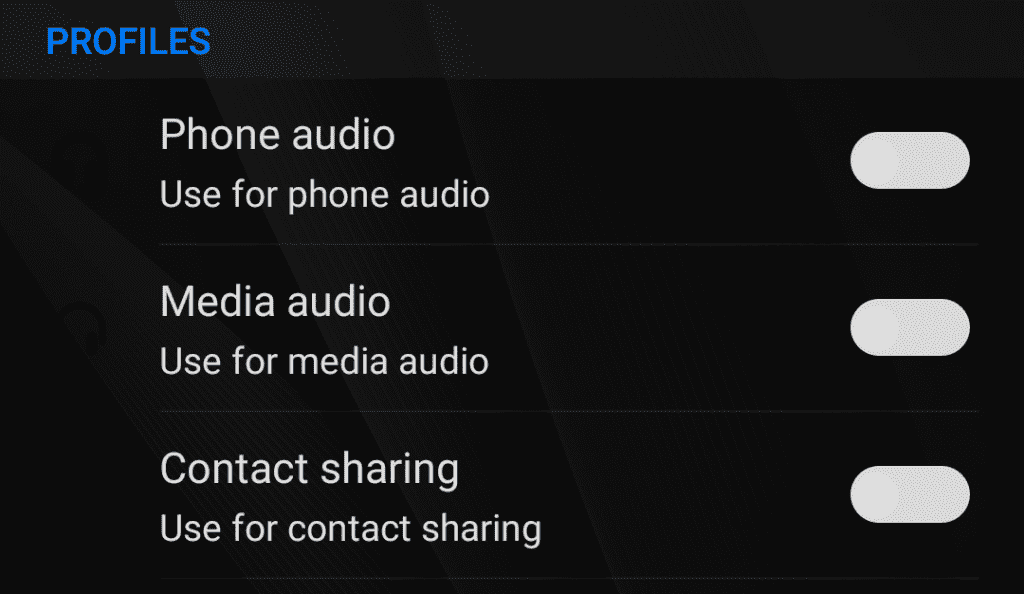 PROFILES
Phone audio
Use for phone audio
Media audio
Use for media audio
Contact sharing
Use for contact sharing